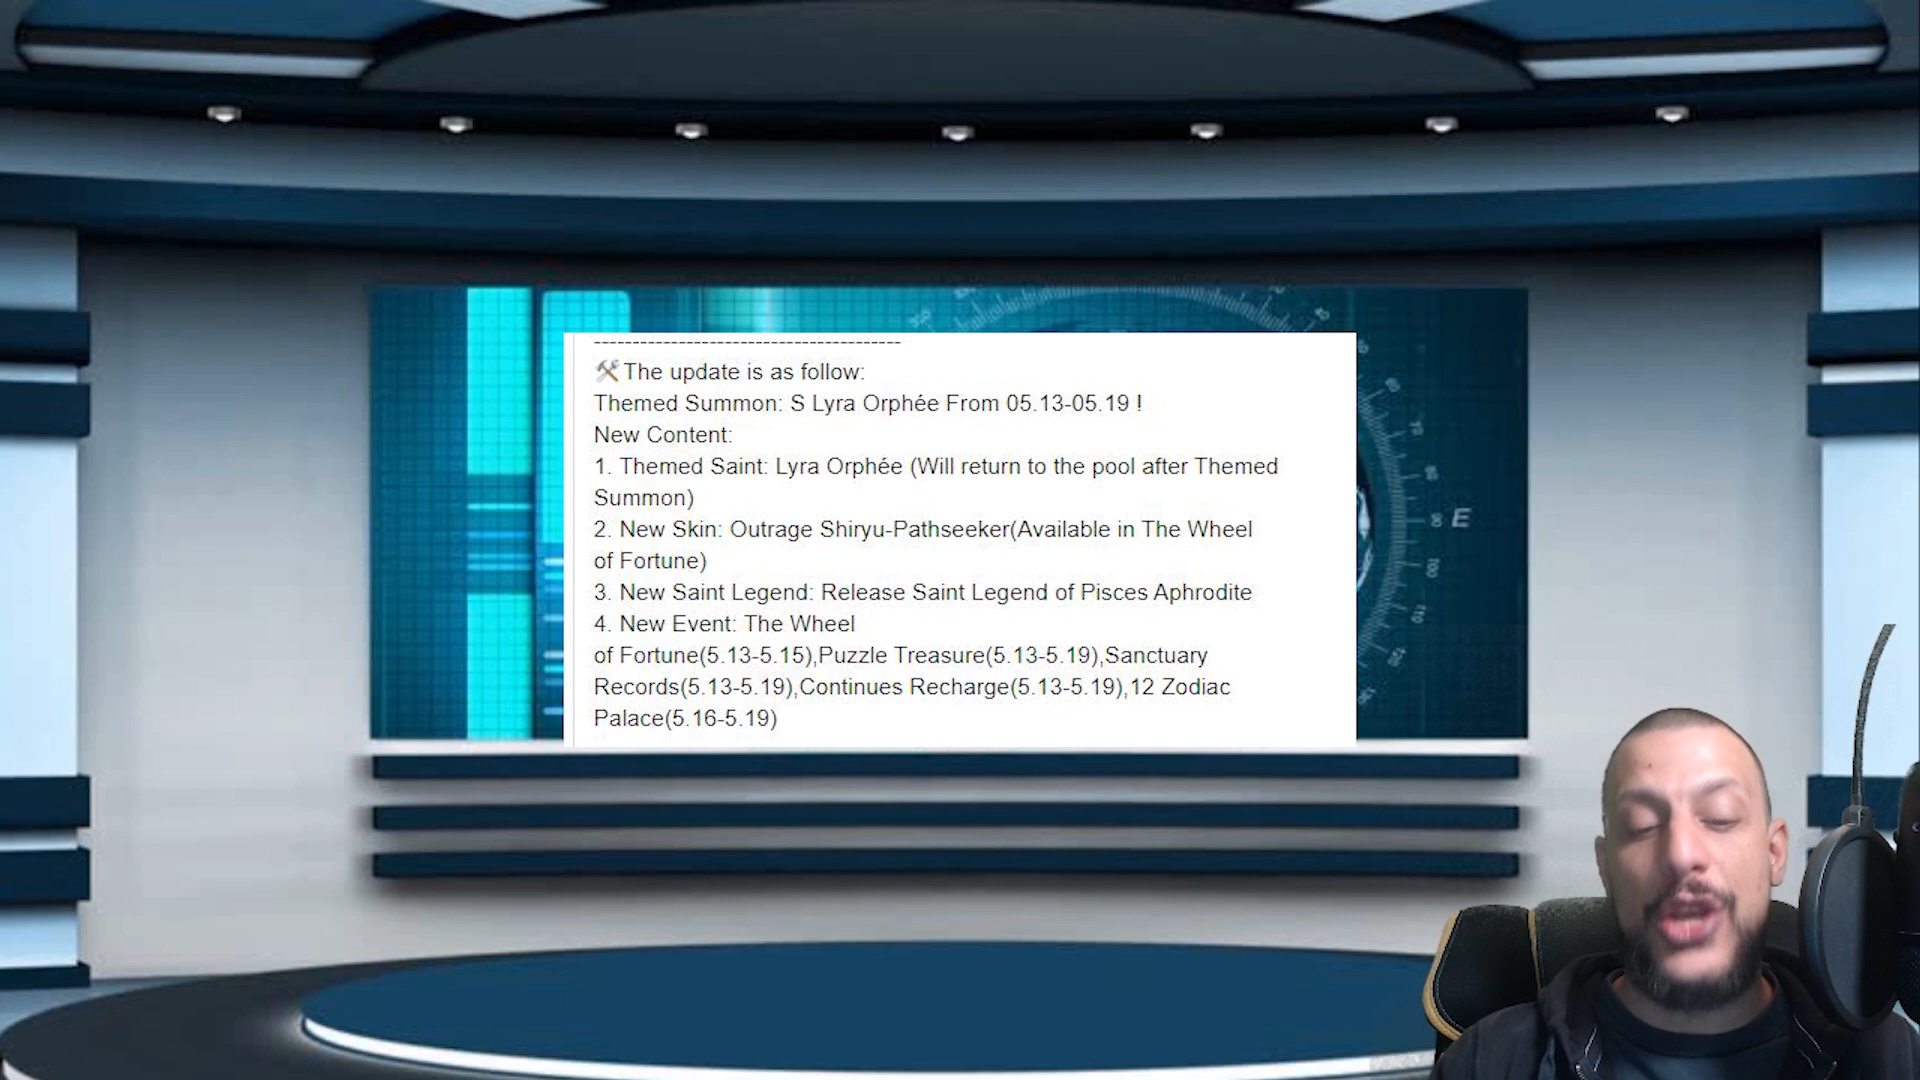 The update is as follow:
Themed Summon: S Lyra Orphée From 05.13-05.19 !
New Content:
1. Themed Saint: Lyra Orphée (Will return to the pool after Themed
Summon)
2. New Skin: Outrage Shiryu-Pathseeker(Available in The Wheel
of Fortune)
3. New Saint Legend: Release Saint Legend of Pisces Aphrodite
4. New Event: The Wheel
of Fortune(5.13-5.15),Puzzle Treasure(5.13-5.19),Sanctuary
Records(5.13-5.19),Continues Recharge(5.13-5.19),12 Zodiac
Palace(5.16-5.19)
E